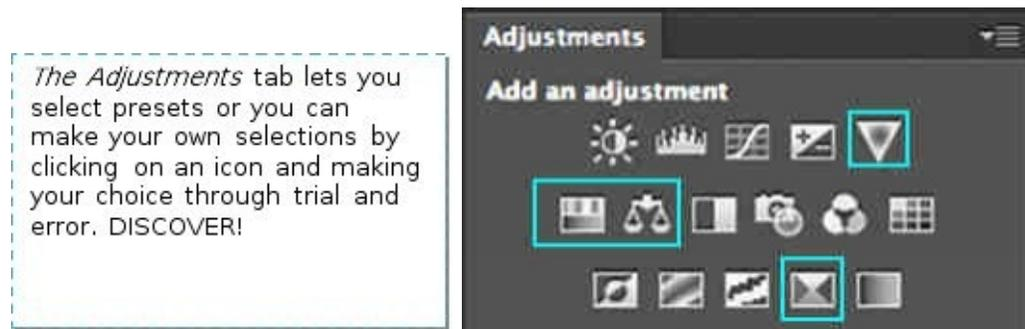 The Adjustments tab lets you
select presets or you can
make your own selections by
clicking on an icon and making
your choice through trial and
error. DISCOVER!
Adjustments
Add an adjustment